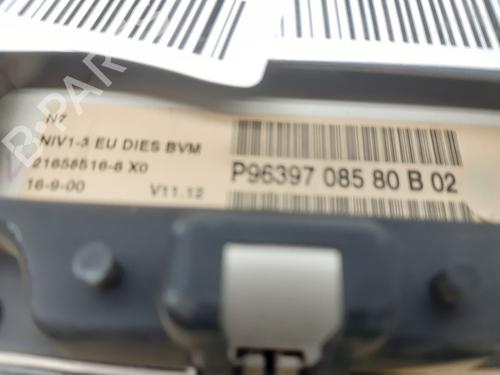 N7
NIV1-3 EU DIES BVM
21658516-8 X0
16-9-00 V11.12
P96397 085 80 B 02